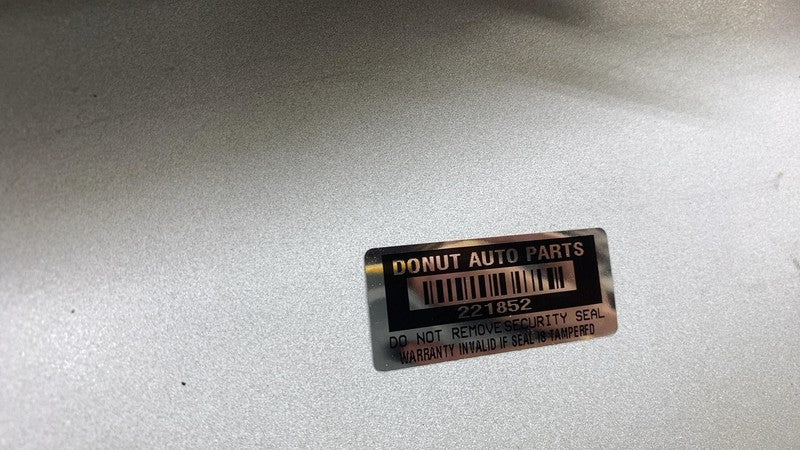 DONUT AUTO PARTS
221852
DO NOT REMOVE SECURITY SEAL
WARRANTY INVALID IF SEAL IS TAMPERED